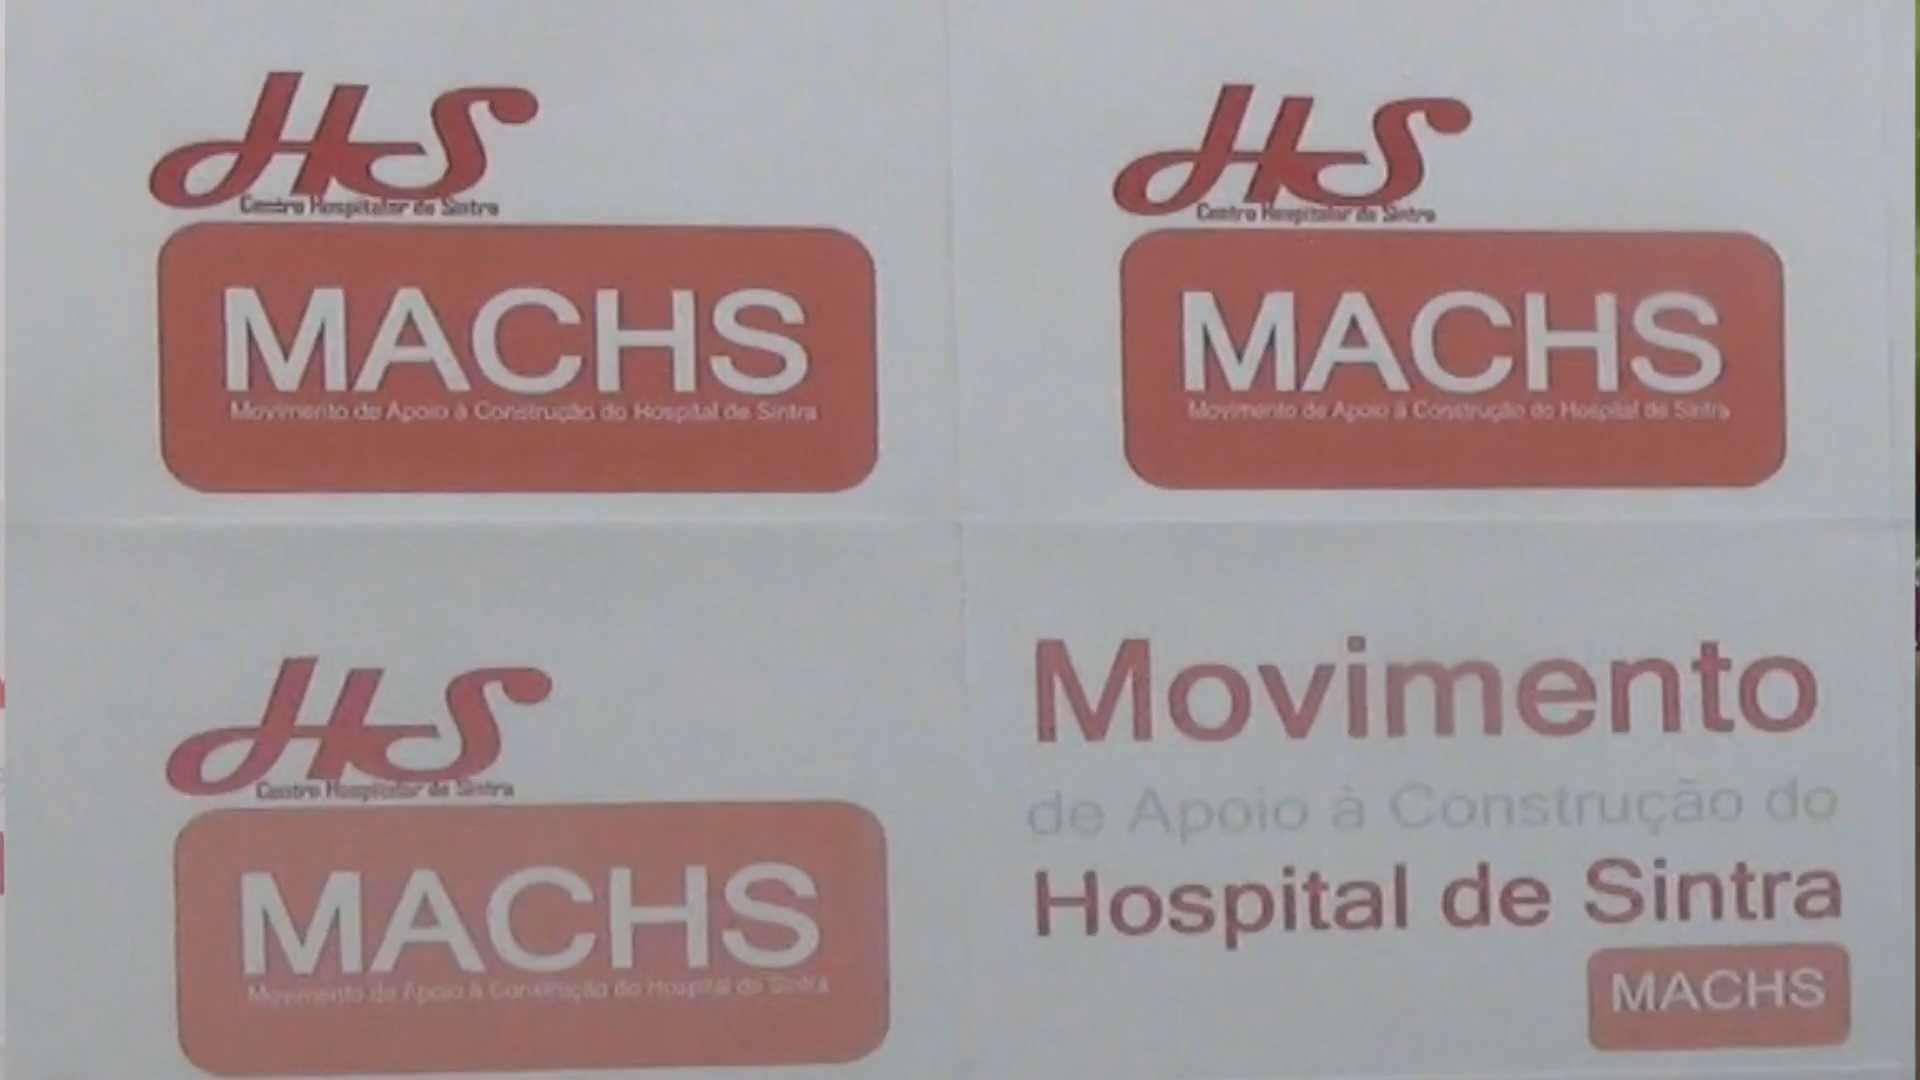 HS
Centro Hospitalar de Sintra
MACHS
Movimento de Apoio à Construção do Hospital de Sintra
HS
Centro Hospitalar de Sintra
MACHS
Movimento de Apoio à Construção do Hospital de Sintra
HS
Centro Hospitalar de Sintra
MACHS
Movimento de Apoio à Construção do Hospital de Sintra
Movimento
de Apoio à Construção do
Hospital de Sintra
MACHS